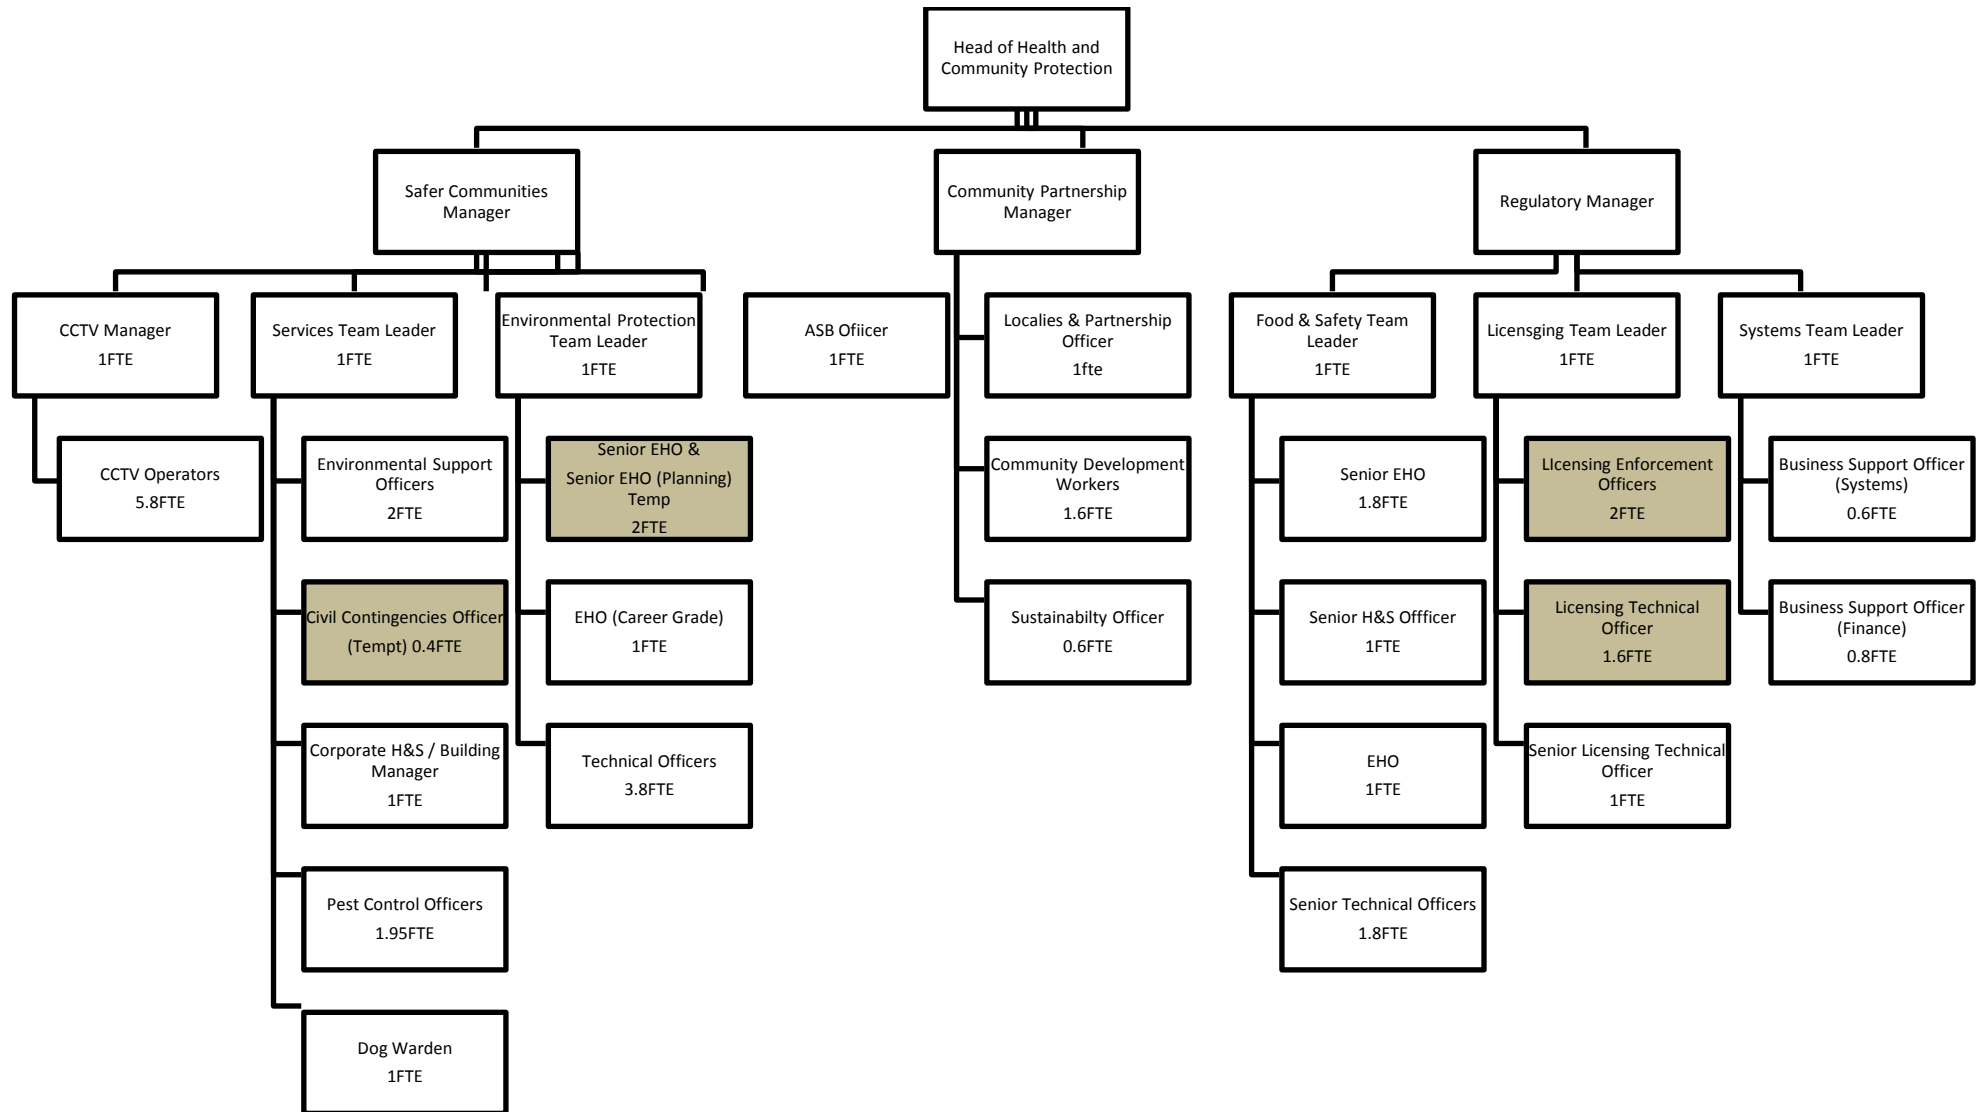 Head of Health and
Community Protection
Safer Communities
Manager
Community Partnership
Manager
Regulatory Manager
CCTV Manager
1FTE
Services Team Leader
1FTE
Environmental Protection
Team Leader
1FTE
ASB Ofiicer
1FTE
Localies & Partnership
Officer
1fte
Food & Safety Team
Leader
1FTE
Licensging Team Leader
1FTE
Systems Team Leader
1FTE
CCTV Operators
5.8FTE
Environmental Support
Officers
2FTE
Senior EHO &
Senior EHO (Planning)
Temp
2FTE
Community Development
Workers
1.6FTE
Senior EHO
1.8FTE
LIcensing Enforcement
Officers
2FTE
Business Support Officer
(Systems)
0.6FTE
Civil Contingencies Officer
(Tempt) 0.4FTE
EHO (Career Grade)
1FTE
Sustainabilty Officer
0.6FTE
Senior H&S Offficer
1FTE
Licensing Technical
Officer
1.6FTE
Business Support Officer
(Finance)
0.8FTE
Corporate H&S / Building
Manager
1FTE
Technical Officers
3.8FTE
EHO
1FTE
Senior Licensing Technical
Officer
1FTE
Pest Control Officers
1.95FTE
Senior Technical Officers
1.8FTE
Dog Warden
1FTE